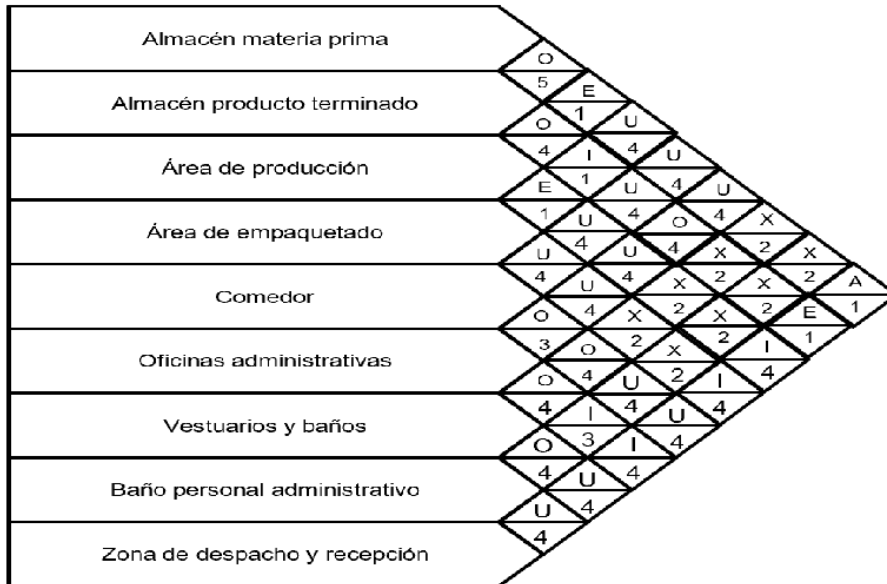 Almacén materia prima
O
5 E
Almacén producto terminado
1
O U
4 I 4 U
Área de producción
E 1 U 4 U
1 U 4 O 4 X
Área de empaquetado
U 4 U 4 X 2 X
4 U 4 X 2 X 2 A
Comedor
O 4 X 2 X 2 E 1
3 O 2 X 2 I 1
Oficinas administrativas
O 4 U 2 I 4
4 I 4 U 4
Vestuarios y baños
O 3 I 4
4 U 4
Baño personal administrativo
U 4
4
Zona de despacho y recepción